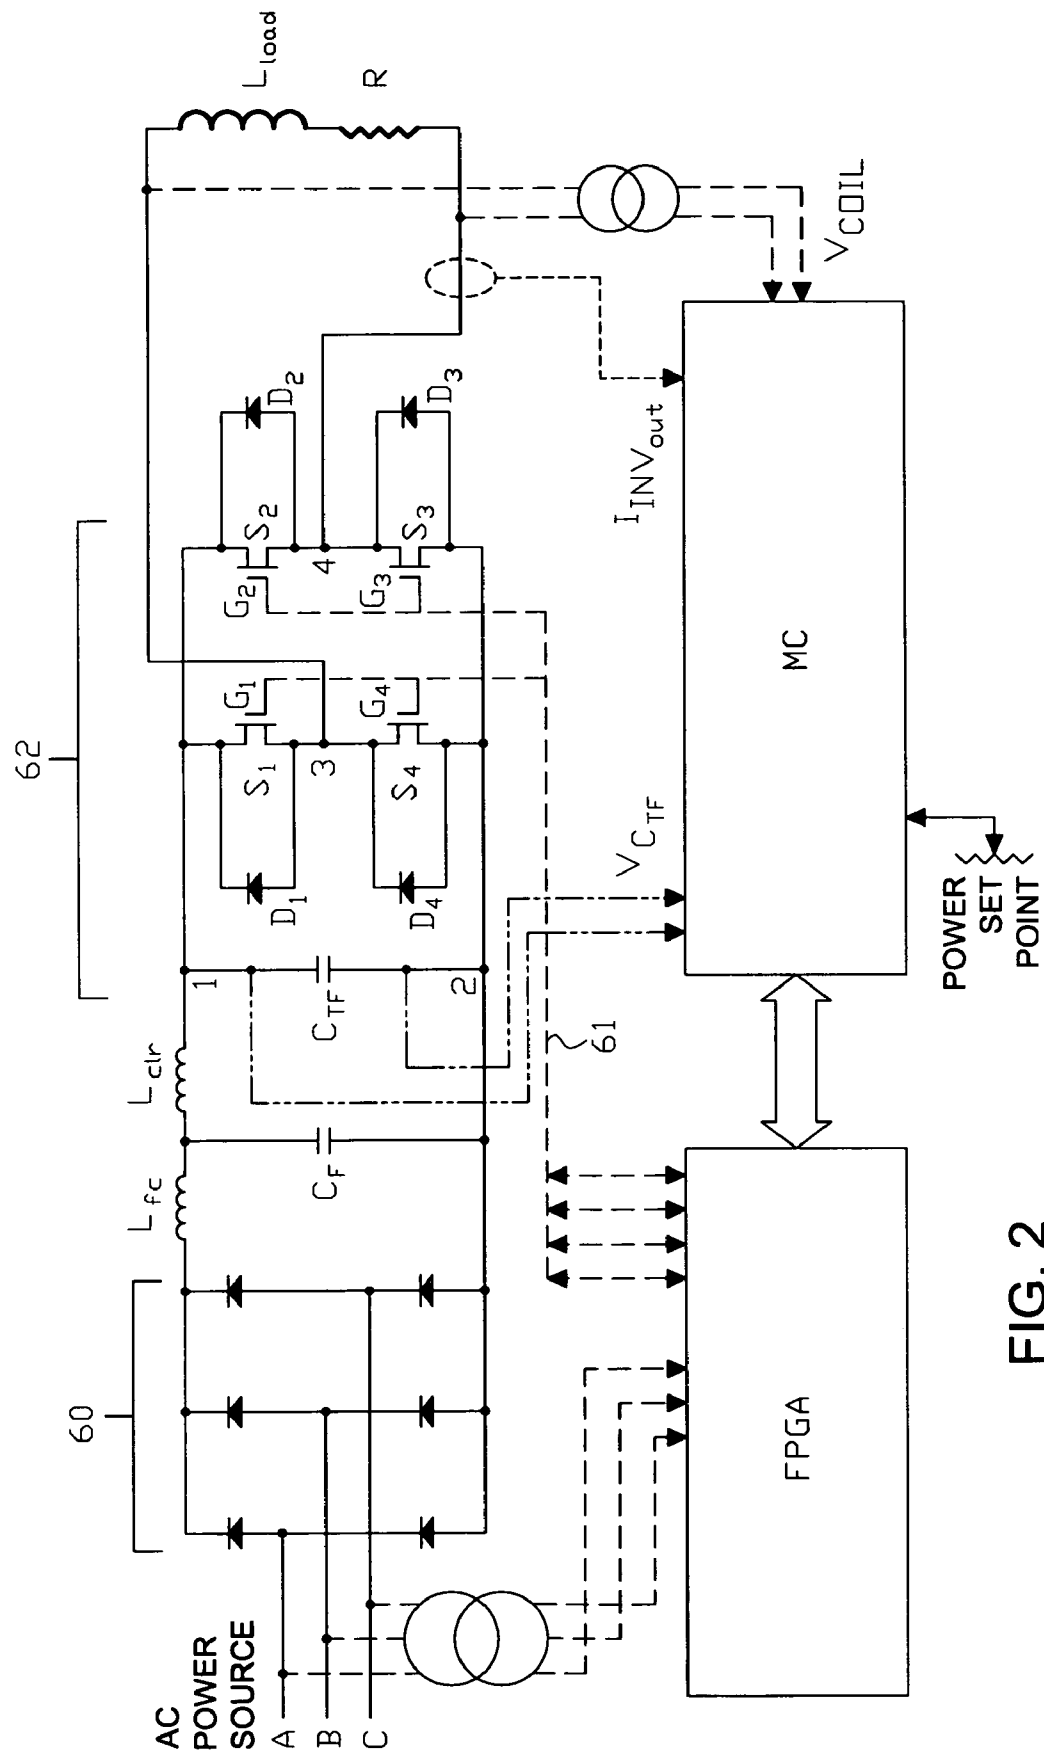 62
60
L_load
R
L_fc
L_clr
1
C_F
C_TF
2
D_1
S_1
G_1
3
D_4
S_4
G_4
G_2
S_2
D_2
4
G_3
S_3
D_3
AC
POWER
SOURCE
A
B
C
61
V_C_TF
I_INV_out
V_COIL
FPGA
MC
POWER
SET
POINT
FIG. 2